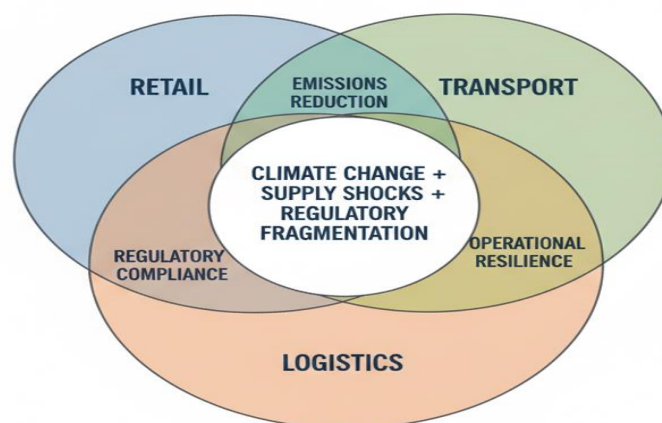 RETAIL
EMISSIONS
REDUCTION
TRANSPORT
CLIMATE CHANGE +
SUPPLY SHOCKS +
REGULATORY
FRAGMENTATION
REGULATORY
COMPLIANCE
OPERATIONAL
RESILIENCE
LOGISTICS